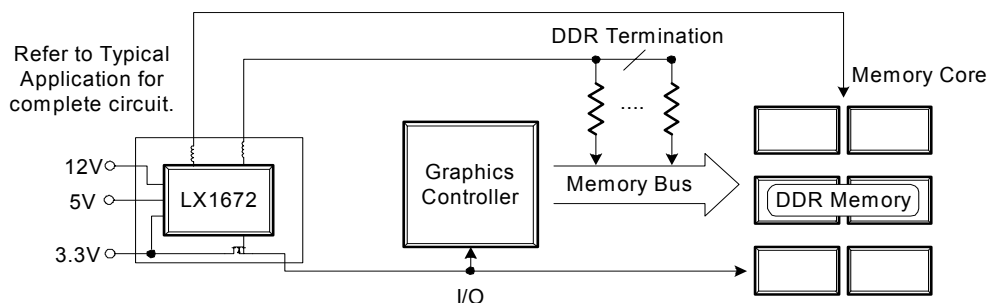 DDR Termination
Refer to Typical
Application for
complete circuit.
Memory Core
....
12V
5V
3.3V
LX1672
Graphics
Controller
Memory Bus
DDR Memory
I/O